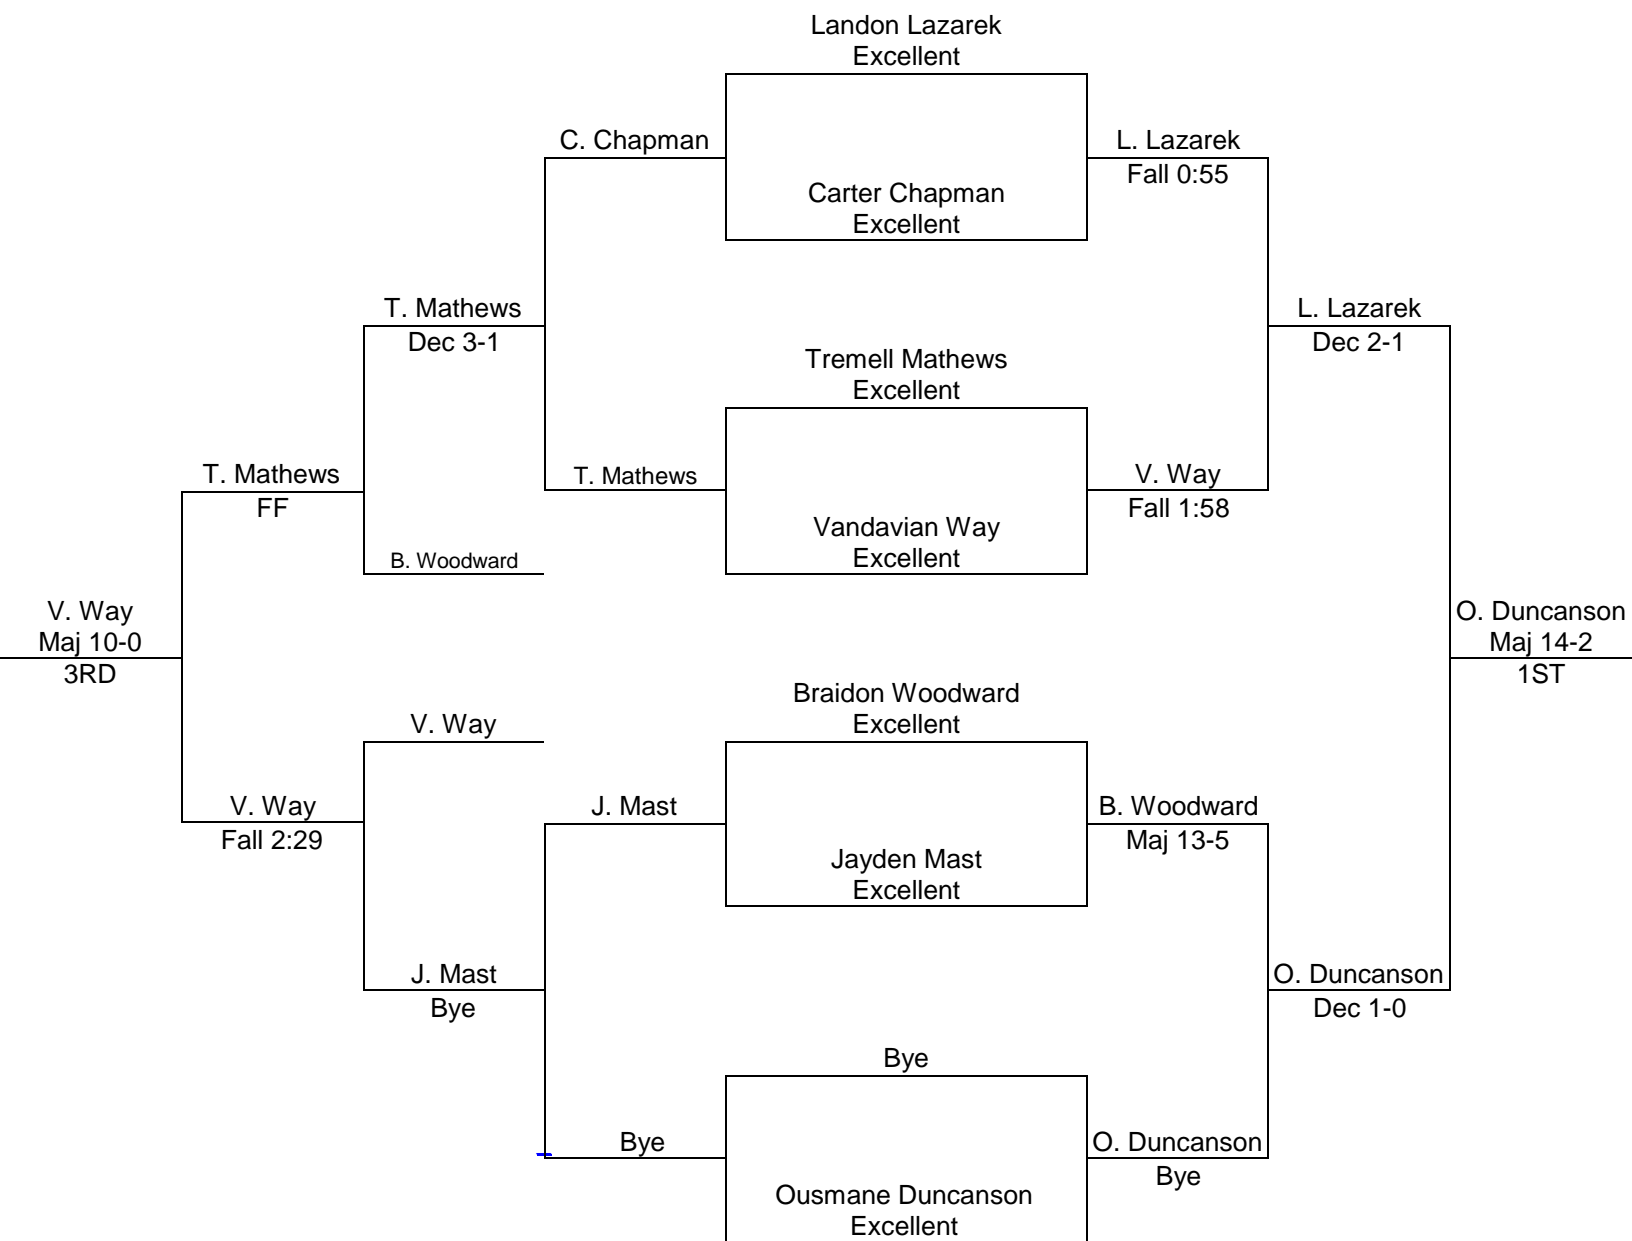 Landon Lazarek
Excellent
C. Chapman
L. Lazarek
Fall 0:55
Carter Chapman
Excellent
T. Mathews
Dec 3-1
L. Lazarek
Dec 2-1
Tremell Mathews
Excellent
T. Mathews
FF
T. Mathews
V. Way
Fall 1:58
Vandavian Way
Excellent
B. Woodward
V. Way
Maj 10-0
3RD
O. Duncanson
Maj 14-2
1ST
Braidon Woodward
Excellent
V. Way
V. Way
Fall 2:29
J. Mast
B. Woodward
Maj 13-5
Jayden Mast
Excellent
J. Mast
Bye
O. Duncanson
Dec 1-0
Bye
Bye
O. Duncanson
Bye
Ousmane Duncanson
Excellent